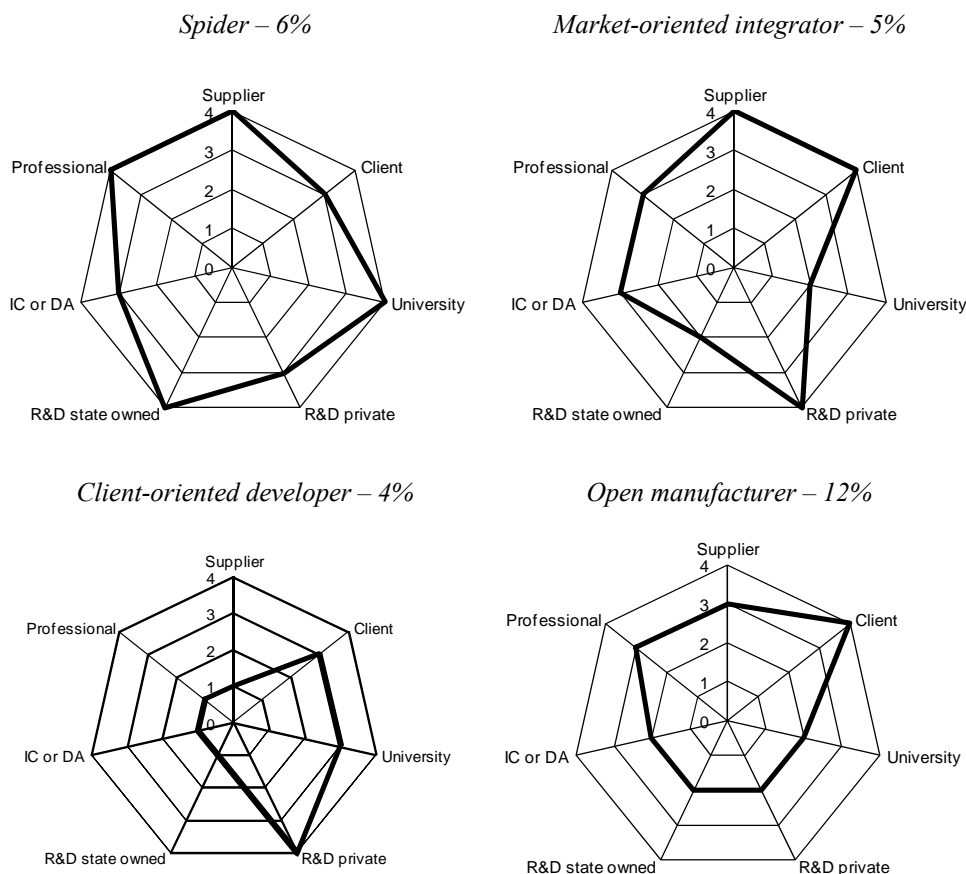 Spider – 6%
Market-oriented integrator – 5%
Supplier
4
3
2
1
0
Professional
Client
IC or DA
University
R&D state owned
R&D private
Supplier
4
3
2
1
0
Professional
Client
IC or DA
University
R&D state owned
R&D private
Client-oriented developer – 4%
Open manufacturer – 12%
Supplier
4
3
2
1
0
Professional
Client
IC or DA
University
R&D state owned
R&D private
Supplier
4
3
2
1
0
Professional
Client
IC or DA
University
R&D state owned
R&D private